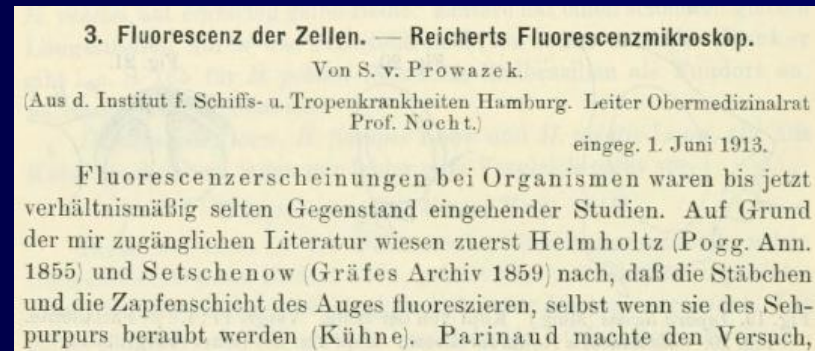 3. Fluorescenz der Zellen. — Reicherts Fluorescenzmikroskop.
Von S. v. Prowazek.
(Aus d. Institut f. Schiffs- u. Tropenkrankheiten Hamburg. Leiter Obermedizinalrat
Prof. Nocht.)
eingeg. 1. Juni 1913.
Fluorescenzerscheinungen bei Organismen waren bis jetzt
verhältnismäßig selten Gegenstand eingehender Studien. Auf Grund
der mir zugänglichen Literatur wiesen zuerst Helmholtz (Pogg. Ann.
1855) und Setschenow (Gräfes Archiv 1859) nach, daß die Stäbchen
und die Zapfenschicht des Auges fluoreszieren, selbst wenn sie des Seh-
purpurs beraubt werden (Kühne). Parinaud machte den Versuch,